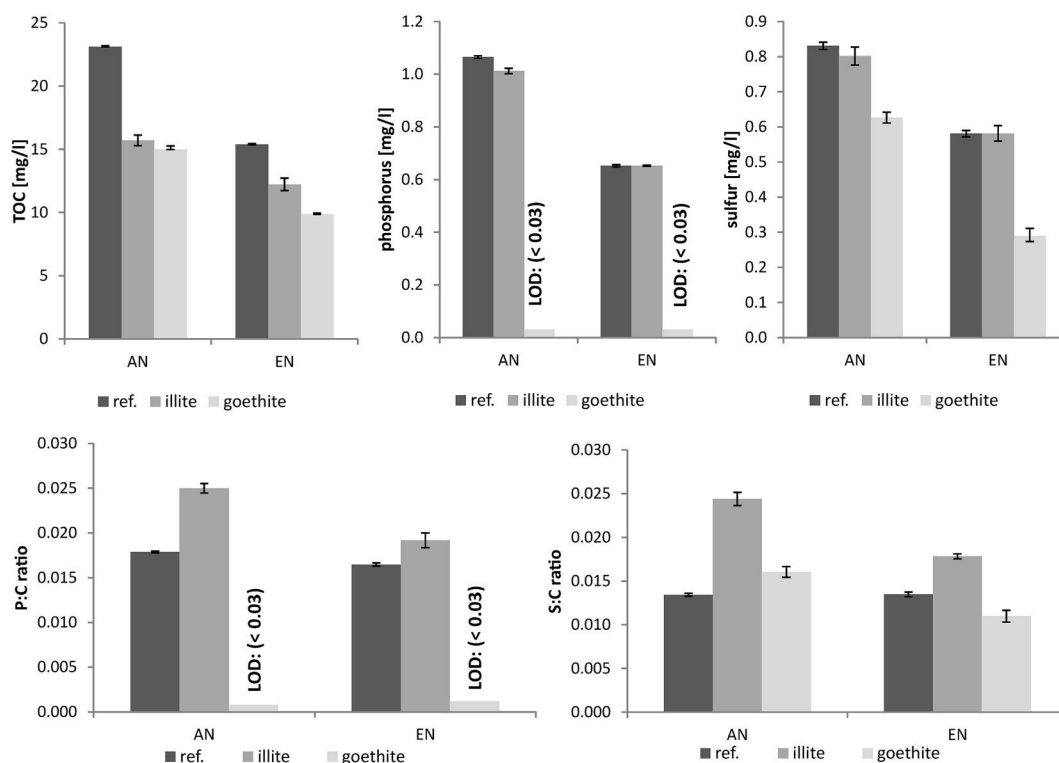 TOC [mg/l]
25
20
15
10
5
0
AN EN
ref. illite goethite
phosphorus [mg/l]
1.2
1.0
0.8
0.6
0.4
0.2
0.0
LOD: (< 0.03)
LOD: (< 0.03)
AN EN
ref. illite goethite
sulfur [mg/l]
0.9
0.8
0.7
0.6
0.5
0.4
0.3
0.2
0.1
0.0
AN EN
ref. illite goethite
P:C ratio
0.030
0.025
0.020
0.015
0.010
0.005
0.000
LOD: (< 0.03)
LOD: (< 0.03)
AN EN
ref. illite goethite
S:C ratio
0.030
0.025
0.020
0.015
0.010
0.005
0.000
AN EN
ref. illite goethite